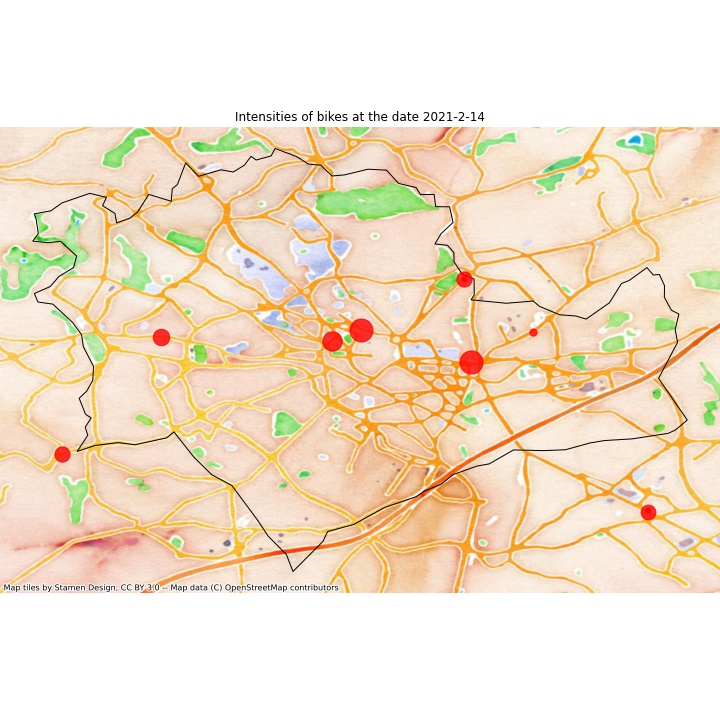 Intensities of bikes at the date 2021-2-14
Map tiles by Stamen Design, CC BY 3.0 -- Map data (C) OpenStreetMap contributors